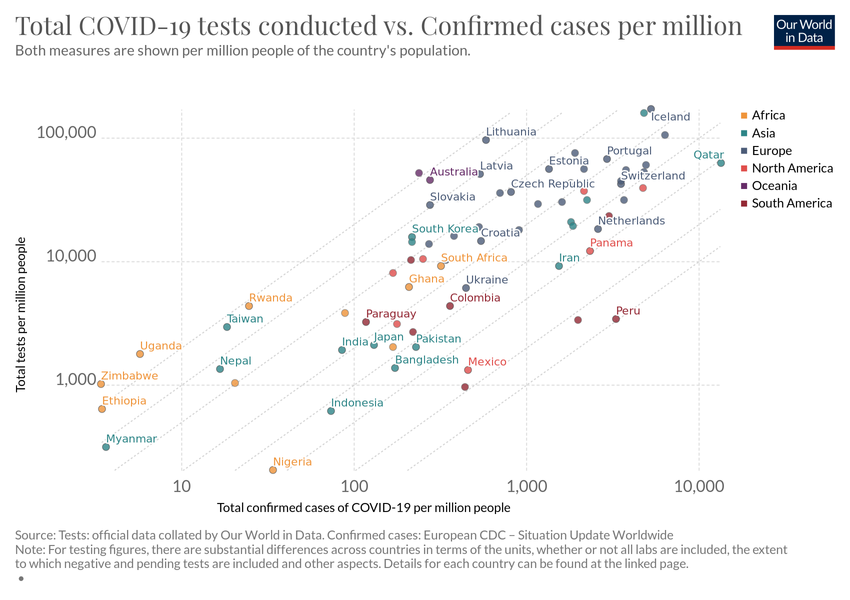 Total COVID-19 tests conducted vs. Confirmed cases per million
Both measures are shown per million people of the country's population.
Our World
in Data
Total tests per million people
100,000
10,000
1,000
Lithuania
Iceland
Africa
Asia
Europe
North America
Oceania
South America
Portugal
Qatar
Estonia
Latvia
Australia
Switzerland
Czech Republic
Slovakia
Netherlands
South Korea
Croatia
Panama
South Africa
Iran
Ghana
Ukraine
Rwanda
Colombia
Taiwan
Paraguay
Peru
Uganda
India
Japan
Pakistan
Nepal
Bangladesh
Mexico
Zimbabwe
Ethiopia
Indonesia
Myanmar
Nigeria
10
100
1,000
10,000
Total confirmed cases of COVID-19 per million people
Source: Tests: official data collated by Our World in Data. Confirmed cases: European CDC – Situation Update Worldwide
Note: For testing figures, there are substantial differences across countries in terms of the units, whether or not all labs are included, the extent
to which negative and pending tests are included and other aspects. Details for each country can be found at the linked page.
•